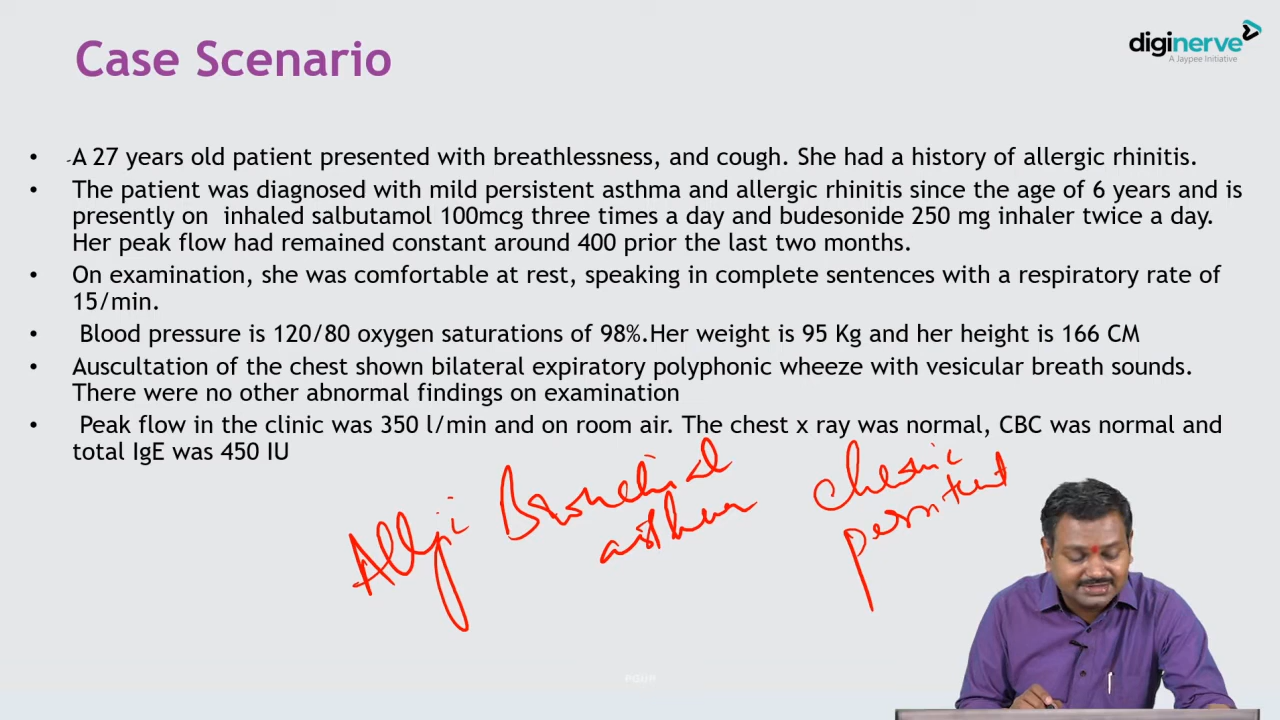 Case Scenario
diginerve
A Jaypee Initiative
• A 27 years old patient presented with breathlessness, and cough. She had a history of allergic rhinitis.
• The patient was diagnosed with mild persistent asthma and allergic rhinitis since the age of 6 years and is
presently on inhaled salbutamol 100mcg three times a day and budesonide 250 mg inhaler twice a day.
Her peak flow had remained constant around 400 prior the last two months.
• On examination, she was comfortable at rest, speaking in complete sentences with a respiratory rate of
15/min.
• Blood pressure is 120/80 oxygen saturations of 98%.Her weight is 95 Kg and her height is 166 CM
• Auscultation of the chest shown bilateral expiratory polyphonic wheeze with vesicular breath sounds.
There were no other abnormal findings on examination
• Peak flow in the clinic was 350 l/min and on room air. The chest x ray was normal, CBC was normal and
total IgE was 450 IU
Bronchial
asthma